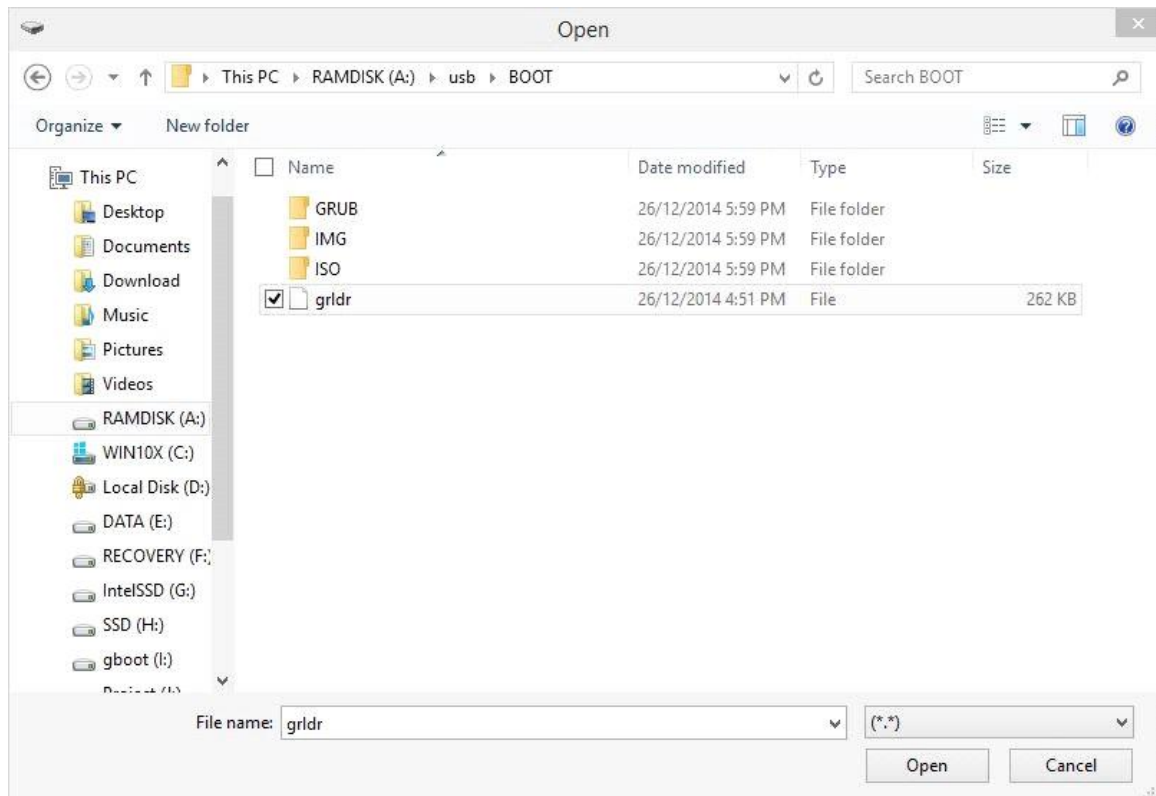 Open
This PC RAMDISK (A:) usb BOOT Search BOOT
Organize New folder
Name Date modified Type Size
This PC
Desktop
Documents
Download
Music
Pictures
Videos
RAMDISK (A:)
WIN10X (C:)
Local Disk (D:)
DATA (E:)
RECOVERY (F:)
IntelSSD (G:)
SSD (H:)
gboot (I:)
GRUB 26/12/2014 5:59 PM File folder
IMG 26/12/2014 5:59 PM File folder
ISO 26/12/2014 5:59 PM File folder
grldr 26/12/2014 4:51 PM File 262 KB
File name: grldr (*.*)
Open Cancel